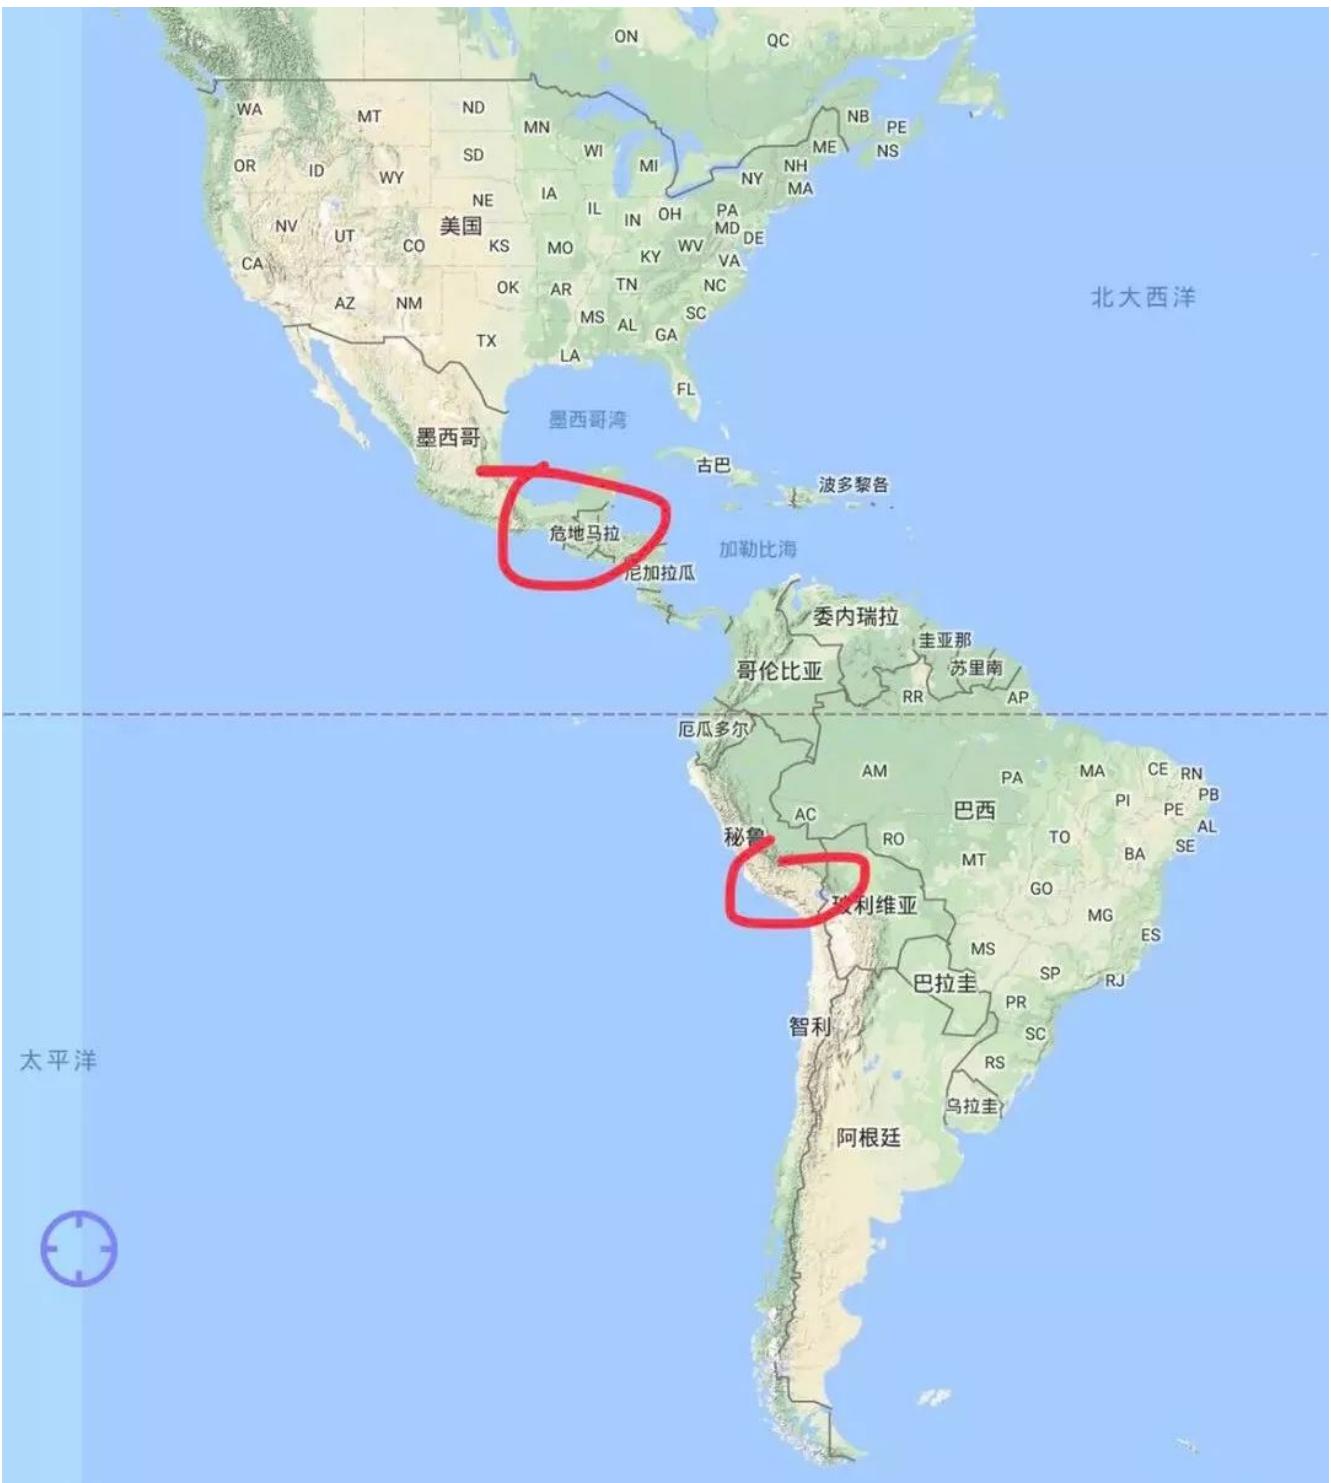 ON
QC
WA
MT
ND
MN
NB
PE
OR
ID
SD
WI
MI
ME
NS
NH
WY
NY
MA
NE
IA
IL
IN
OH
PA
NV
UT
CO
美国
KS
MO
KY
WV
MD
DE
VA
CA
OK
AR
TN
NC
AZ
NM
MS
AL
GA
SC
TX
LA
FL
北大西洋
墨西哥湾
墨西哥
古巴
波多黎各
危地马拉
加勒比海
尼加拉瓜
委内瑞拉
圭亚那
哥伦比亚
苏里南
RR
AP
厄瓜多尔
AM
PA
MA
CE
RN
PI
PB
PE
AC
巴西
AL
秘鲁
RO
TO
SE
MT
BA
GO
玻利维亚
MG
ES
MS
SP
RJ
巴拉圭
PR
智利
SC
太平洋
RS
乌拉圭
阿根廷